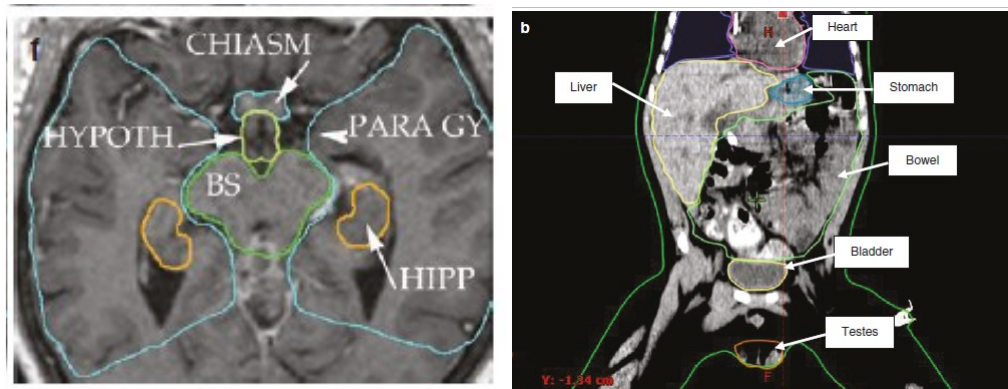 f
CHIASM
HYPOTH
PARA GY
BS
HIPP
b
H
Heart
Liver
Stomach
Bowel
Bladder
Testes
F
Y: -1.34 cm